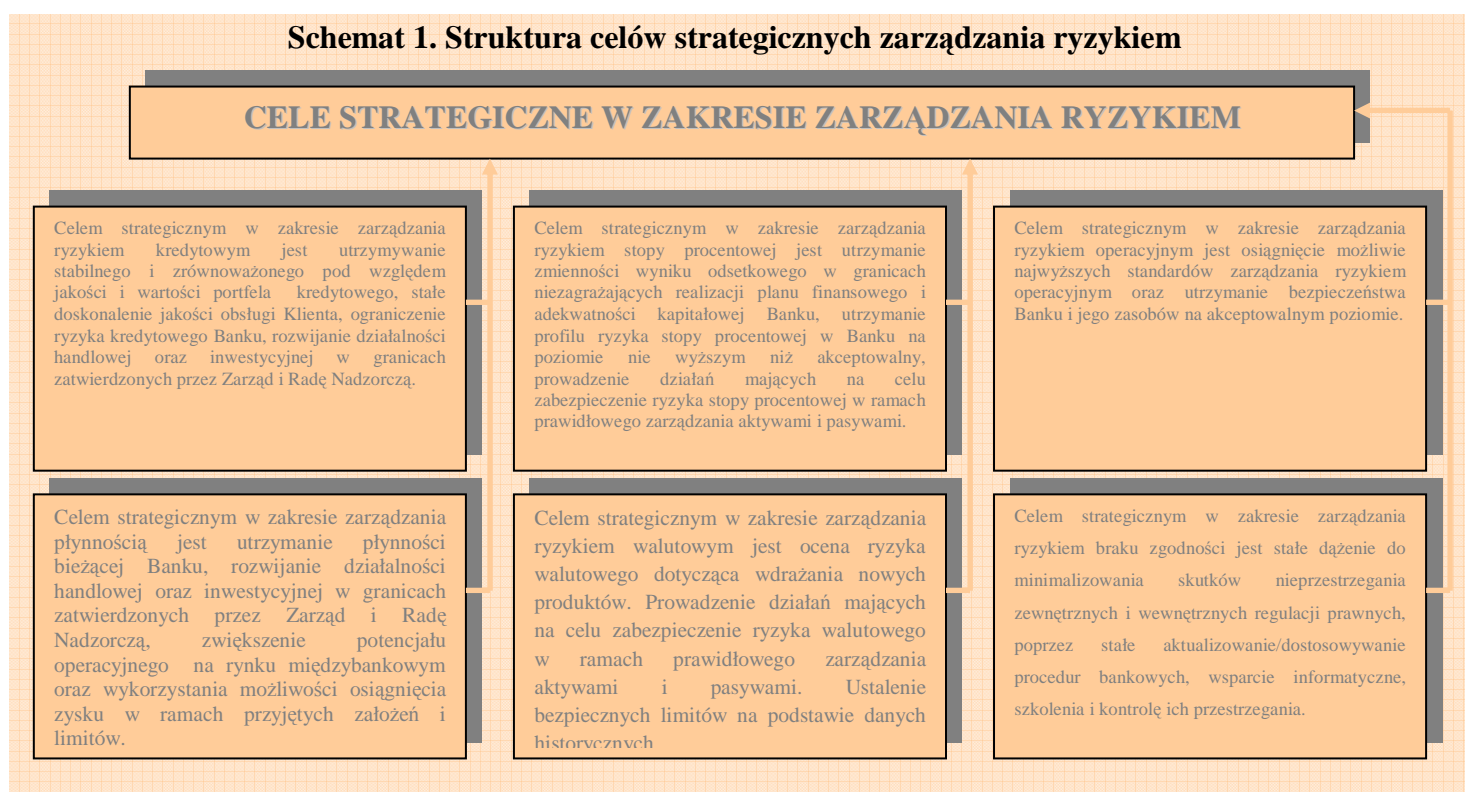 Schemat 1. Struktura celów strategicznych zarządzania ryzykiem
CELE STRATEGICZNE W ZAKRESIE ZARZĄDZANIA RYZYKIEM
Celem strategicznym w zakresie zarządzania
ryzykiem kredytowym jest utrzymywanie
stabilnego i zrównoważonego pod względem
jakości i wartości portfela kredytowego, stałe
doskonalenie jakości obsługi Klienta, ograniczenie
ryzyka kredytowego Banku, rozwijanie działalności
handlowej oraz inwestycyjnej w granicach
zatwierdzonych przez Zarząd i Radę Nadzorczą.
Celem strategicznym w zakresie zarządzania
ryzykiem stopy procentowej jest utrzymanie
zmienności wyniku odsetkowego w granicach
niezagrażających realizacji planu finansowego i
adekwatności kapitałowej Banku, utrzymanie
profilu ryzyka stopy procentowej w Banku na
poziomie nie wyższym niż akceptowalny,
prowadzenie działań mających na celu
zabezpieczenie ryzyka stopy procentowej w ramach
prawidłowego zarządzania aktywami i pasywami.
Celem strategicznym w zakresie zarządzania
ryzykiem operacyjnym jest osiągnięcie możliwie
najwyższych standardów zarządzania ryzykiem
operacyjnym oraz utrzymanie bezpieczeństwa
Banku i jego zasobów na akceptowalnym poziomie.
Celem strategicznym w zakresie zarządzania
płynnością jest utrzymanie płynności
bieżącej Banku, rozwijanie działalności
handlowej oraz inwestycyjnej w granicach
zatwierdzonych przez Zarząd i Radę
Nadzorczą, zwiększenie potencjału
operacyjnego na rynku międzybankowym
oraz wykorzystania możliwości osiągnięcia
zysku w ramach przyjętych założeń i
limitów.
Celem strategicznym w zakresie zarządzania
ryzykiem walutowym jest ocena ryzyka
walutowego dotycząca wdrażania nowych
produktów. Prowadzenie działań mających
na celu zabezpieczenie ryzyka walutowego
w ramach prawidłowego zarządzania
aktywami i pasywami. Ustalenie
bezpiecznych limitów na podstawie danych
historycznych
Celem strategicznym w zakresie zarządzania
ryzykiem braku zgodności jest stałe dążenie do
minimalizowania skutków nieprzestrzegania
zewnętrznych i wewnętrznych regulacji prawnych,
poprzez stałe aktualizowanie/dostosowywanie
procedur bankowych, wsparcie informatyczne,
szkolenia i kontrolę ich przestrzegania.